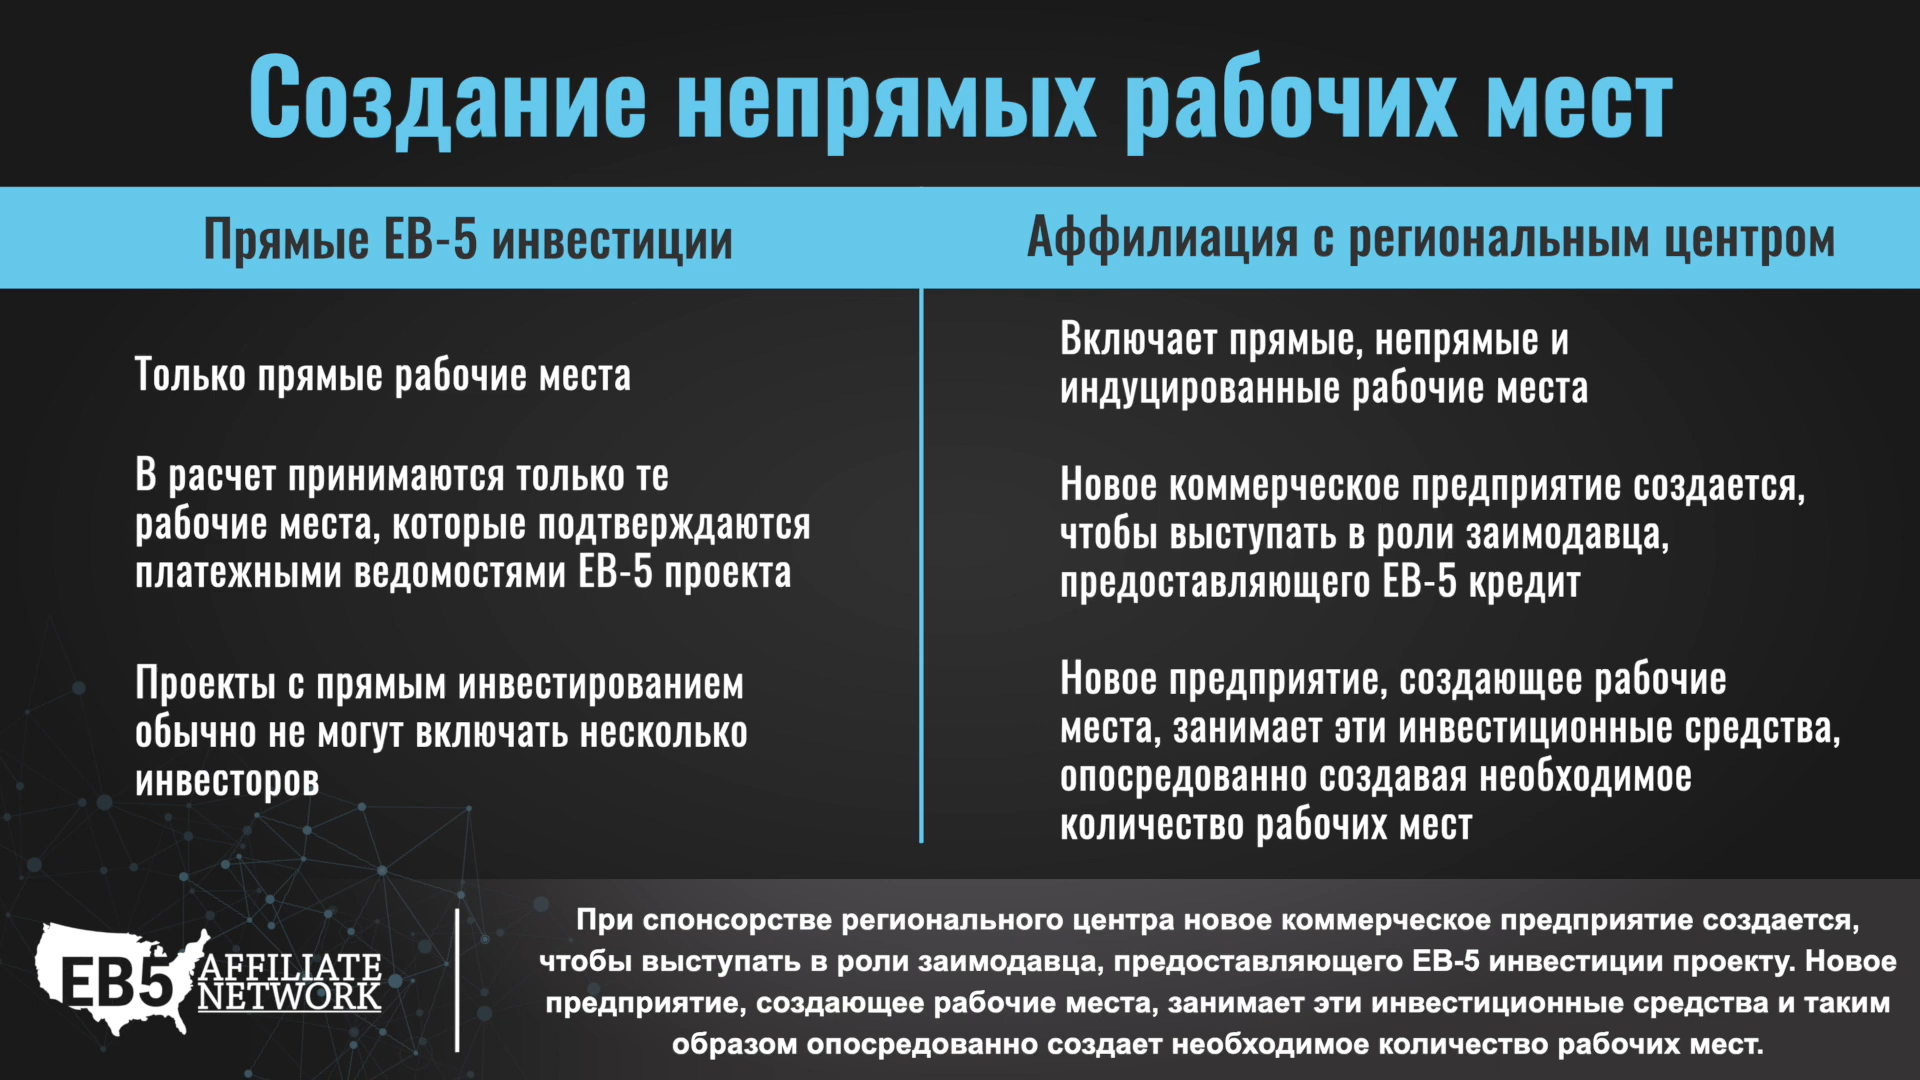 Создание непрямых рабочих мест
Прямые EB-5 инвестиции
Аффилиация с региональным центром
Только прямые рабочие места
В расчет принимаются только те
рабочие места, которые подтверждаются
платежными ведомостями EB-5 проекта
Проекты с прямым инвестированием
обычно не могут включать несколько
инвесторов
Включает прямые, непрямые и
индуцированные рабочие места
Новое коммерческое предприятие создается,
чтобы выступать в роли заимодавца,
предоставляющего EB-5 кредит
Новое предприятие, создающее рабочие
места, занимает эти инвестиционные средства,
опосредованно создавая необходимое
количество рабочих мест
EB5 AFFILIATE
NETWORK
При спонсорстве регионального центра новое коммерческое предприятие создается,
чтобы выступать в роли заимодавца, предоставляющего EB-5 инвестиции проекту. Новое
предприятие, создающее рабочие места, занимает эти инвестиционные средства и таким
образом опосредованно создает необходимое количество рабочих мест.